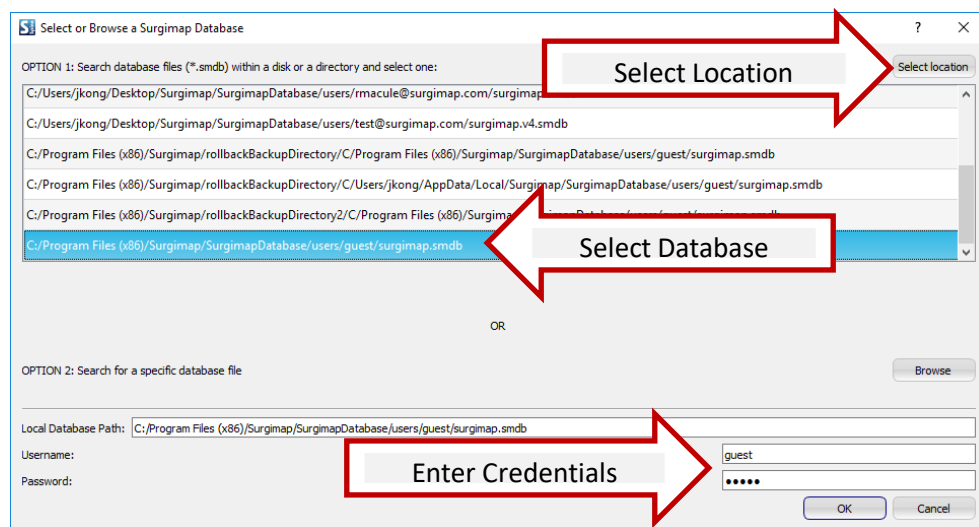 Select or Browse a Surgimap Database
OPTION 1: Search database files (*.smdb) within a disk or a directory and select one:
Select Location
Select location
C:/Users/jkong/Desktop/Surgimap/SurgimapDatabase/users/rmacule@surgimap.com/surgimap
C:/Users/jkong/Desktop/Surgimap/SurgimapDatabase/users/test@surgimap.com/surgimap.v4.smdb
C:/Program Files (x86)/Surgimap/rollbackBackupDirectory/C/Program Files (x86)/Surgimap/SurgimapDatabase/users/guest/surgimap.smdb
C:/Program Files (x86)/Surgimap/rollbackBackupDirectory/C/Users/jkong/AppData/Local/Surgimap/SurgimapDatabase/users/guest/surgimap.smdb
C:/Program Files (x86)/Surgimap/rollbackBackupDirectory2/C/Program Files (x86)/Surgimap/SurgimapDatabase/users/guest/surgimap.smdb
C:/Program Files (x86)/Surgimap/SurgimapDatabase/users/guest/surgimap.smdb
Select Database
OR
OPTION 2: Search for a specific database file
Browse
Local Database Path: C:/Program Files (x86)/Surgimap/SurgimapDatabase/users/guest/surgimap.smdb
Username:
guest
Enter Credentials
Password:
•••••
OK
Cancel